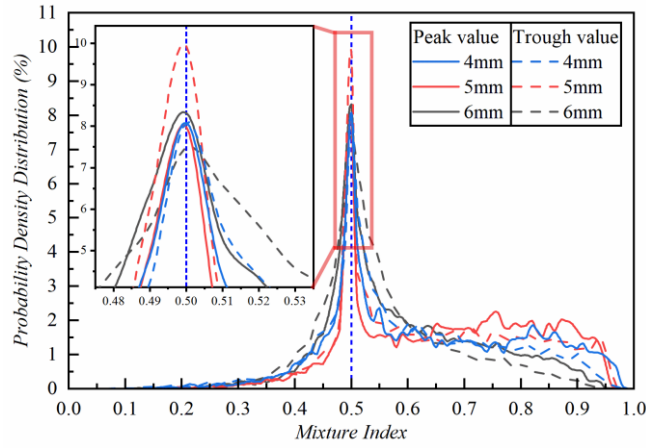 11
10
9
8
7
6
5
4
3
2
1
0
Probability Density Distribution (%)
10
9
8
7
6
5
0.48 0.49 0.50 0.51 0.52 0.53
Peak value Trough value
4mm 4mm
5mm 5mm
6mm 6mm
0.0 0.1 0.2 0.3 0.4 0.5 0.6 0.7 0.8 0.9 1.0
Mixture Index